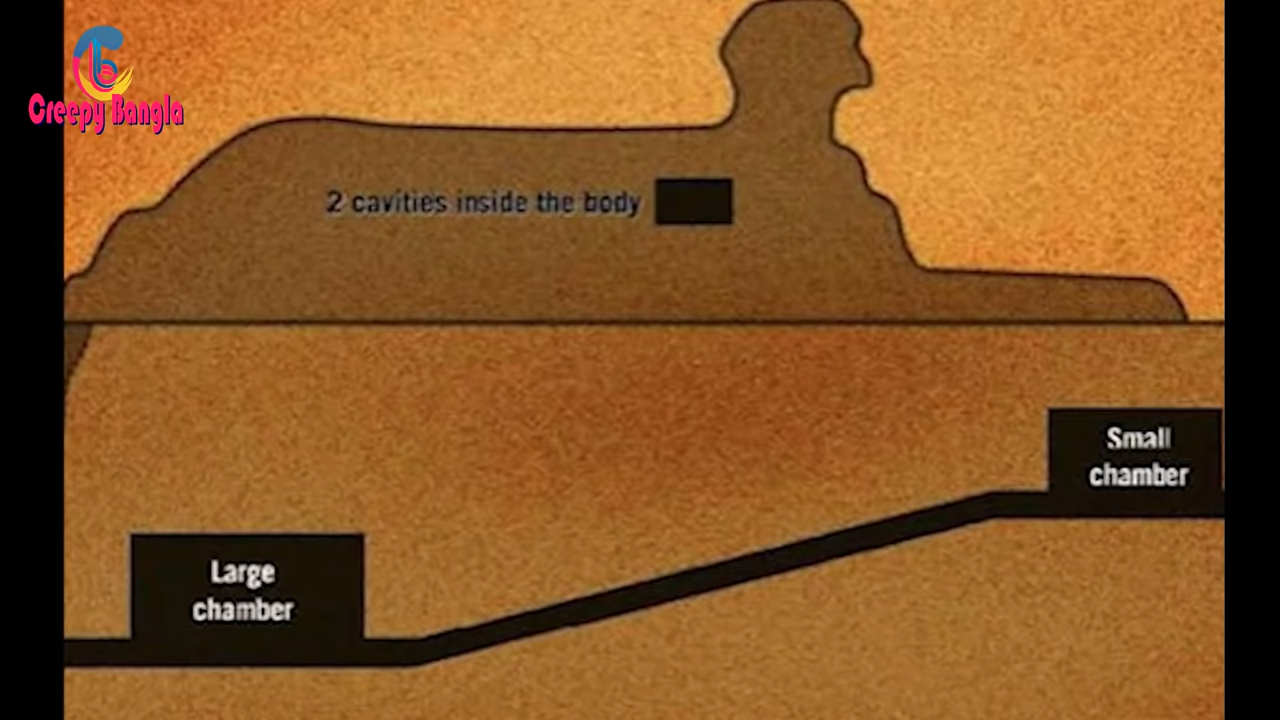 Creepy Bangla
2 cavities inside the body
Small
chamber
Large
chamber